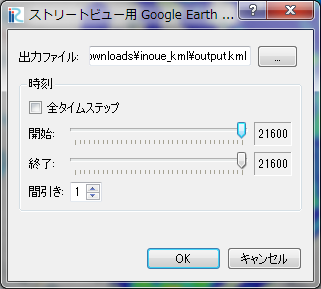 ストリートビュー用 Google Earth ...
出力ファイル: ownloads¥inoue_kml¥output.kml ...
時刻
全タイムステップ
開始: 21600
終了: 21600
間引き: 1
OK キャンセル